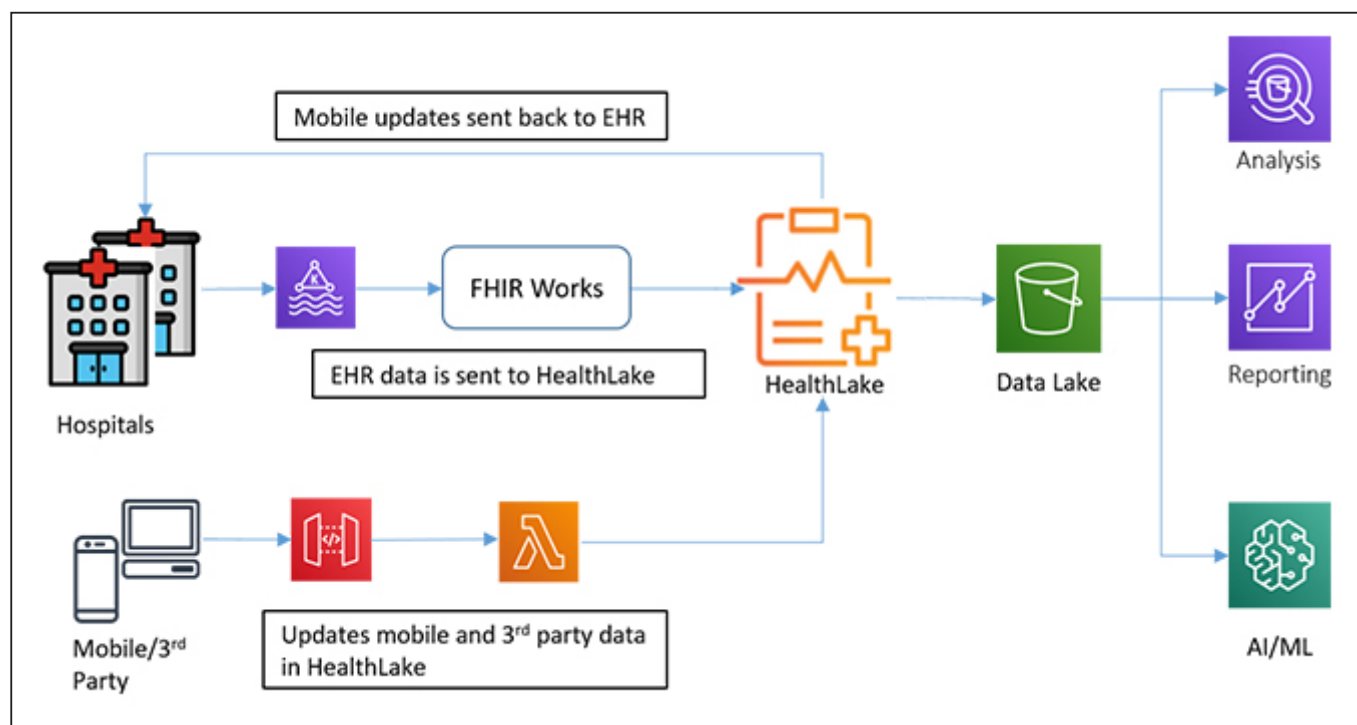 Mobile updates sent back to EHR
Analysis
K
FHIR Works
EHR data is sent to HealthLake
HealthLake
Data Lake
Reporting
Hospitals
</>
λ
Mobile/3rd
Party
Updates mobile and 3rd party data
in HealthLake
AI/ML